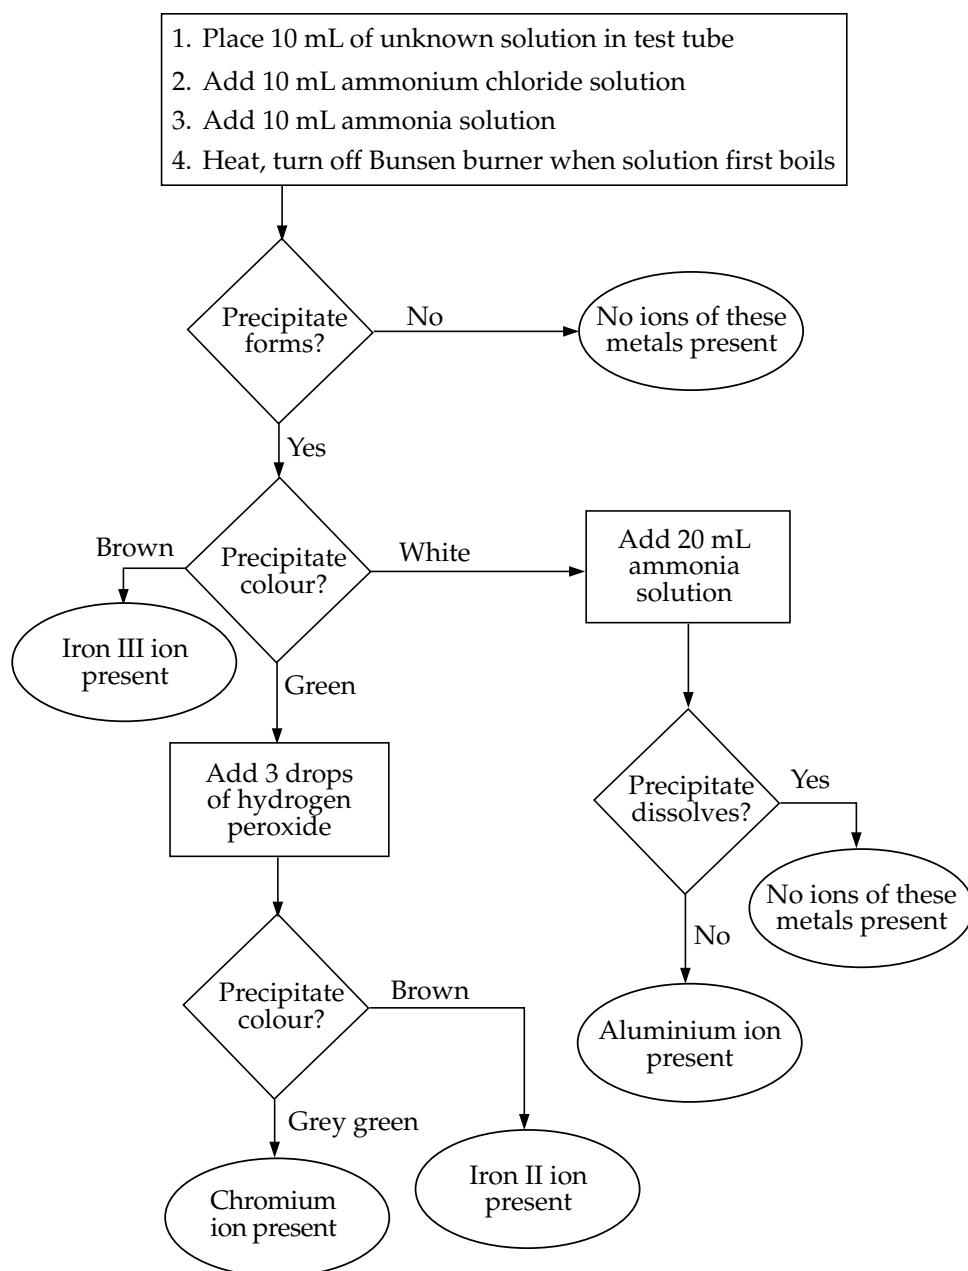 1. Place 10 mL of unknown solution in test tube
2. Add 10 mL ammonium chloride solution
3. Add 10 mL ammonia solution
4. Heat, turn off Bunsen burner when solution first boils
Precipitate
forms?
No
No ions of these
metals present
Yes
Brown
Precipitate
colour?
White
Add 20 mL
ammonia
solution
Iron III ion
present
Green
Add 3 drops
of hydrogen
peroxide
Precipitate
dissolves?
Yes
No ions of these
metals present
No
Precipitate
colour?
Brown
Aluminium ion
present
Grey green
Iron II ion
present
Chromium
ion present